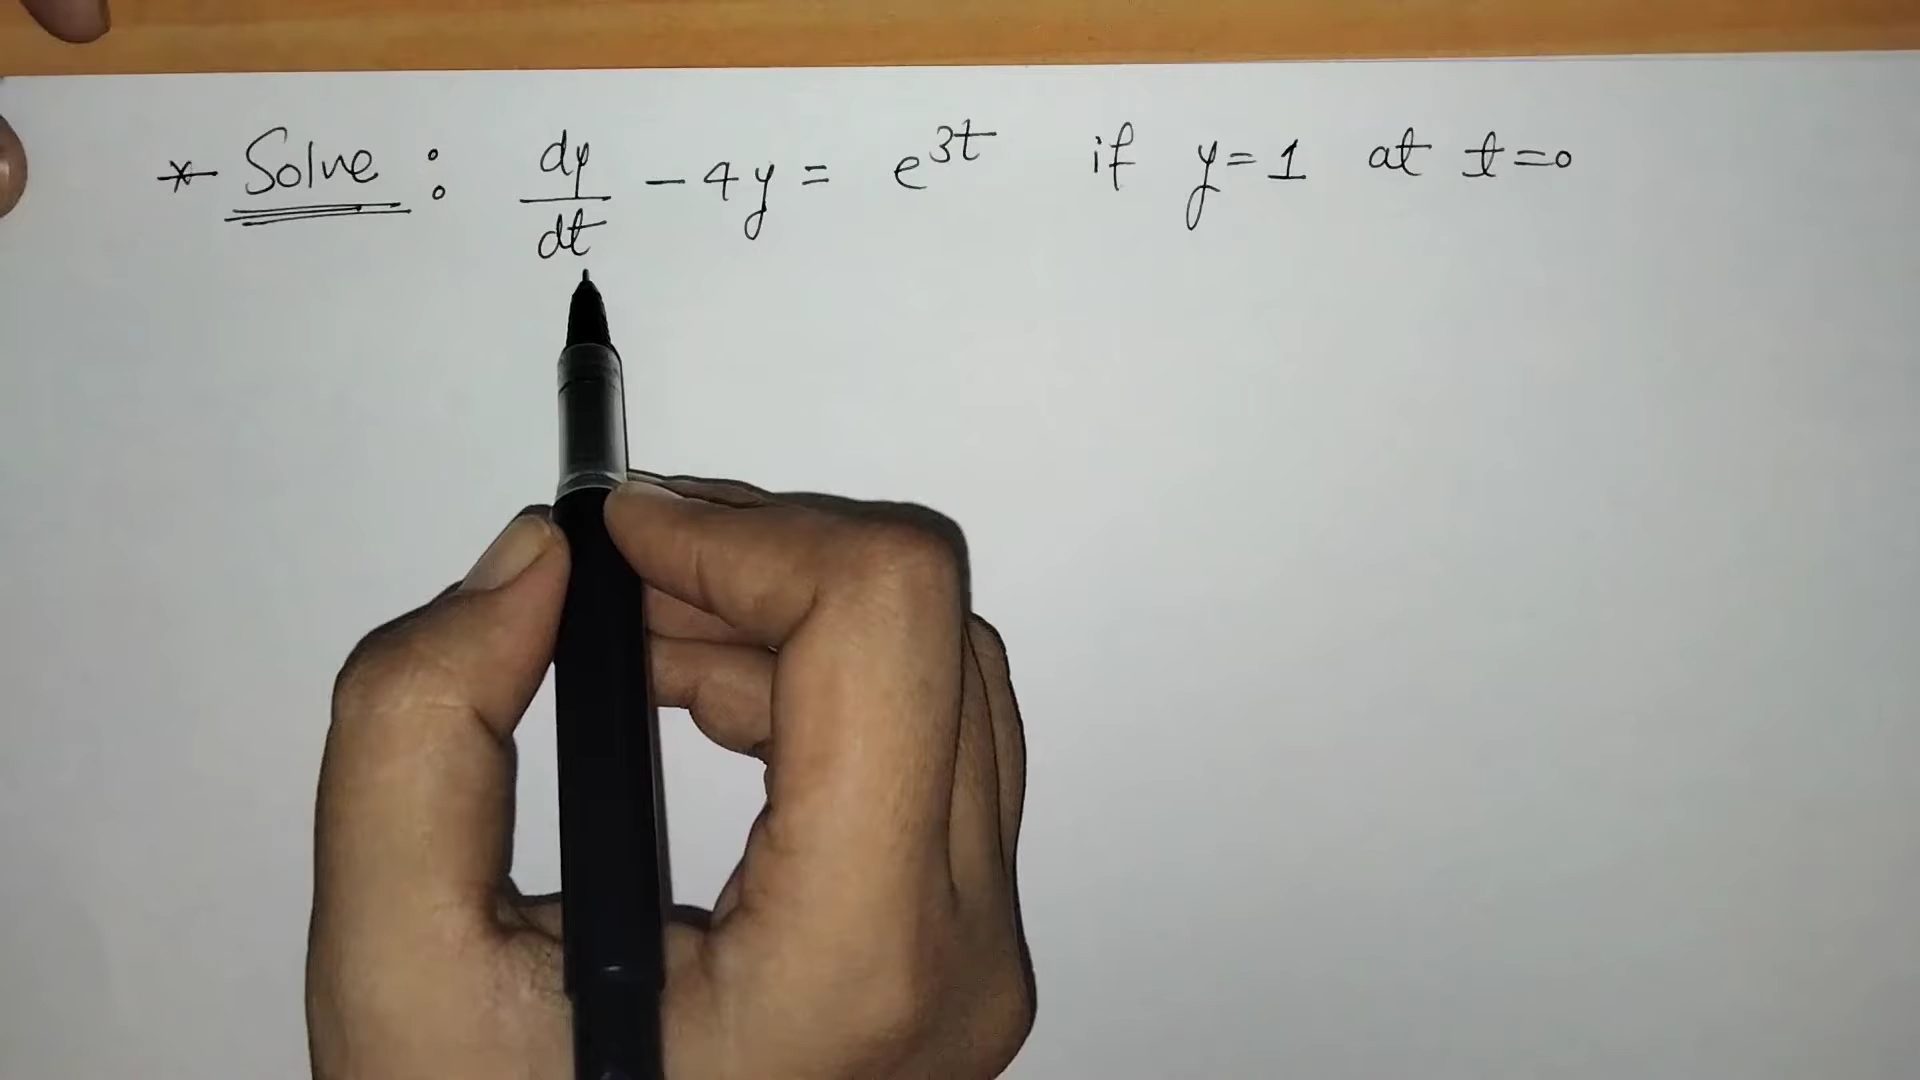 * Solve : dy/dt - 4y = e^3t if y = 1 at t = 0